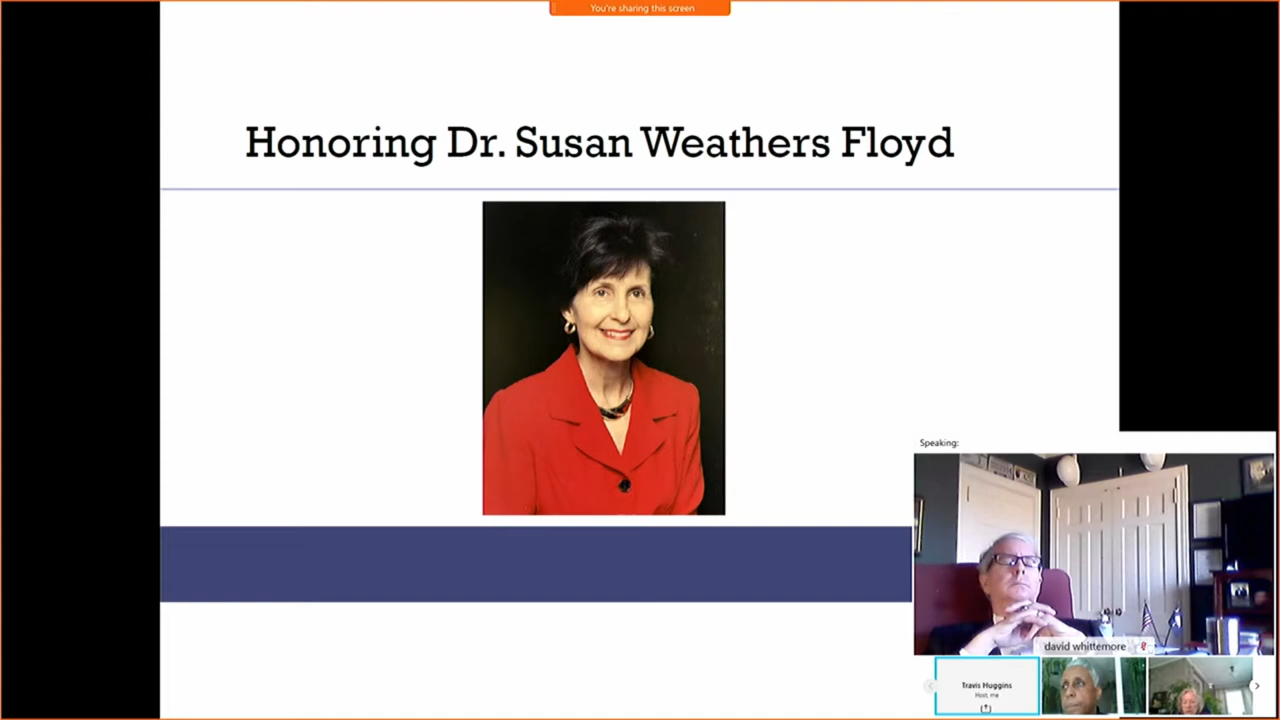 You're sharing this screen
Honoring Dr. Susan Weathers Floyd
Speaking:
david whittemore
Travis Huggins
Host, me